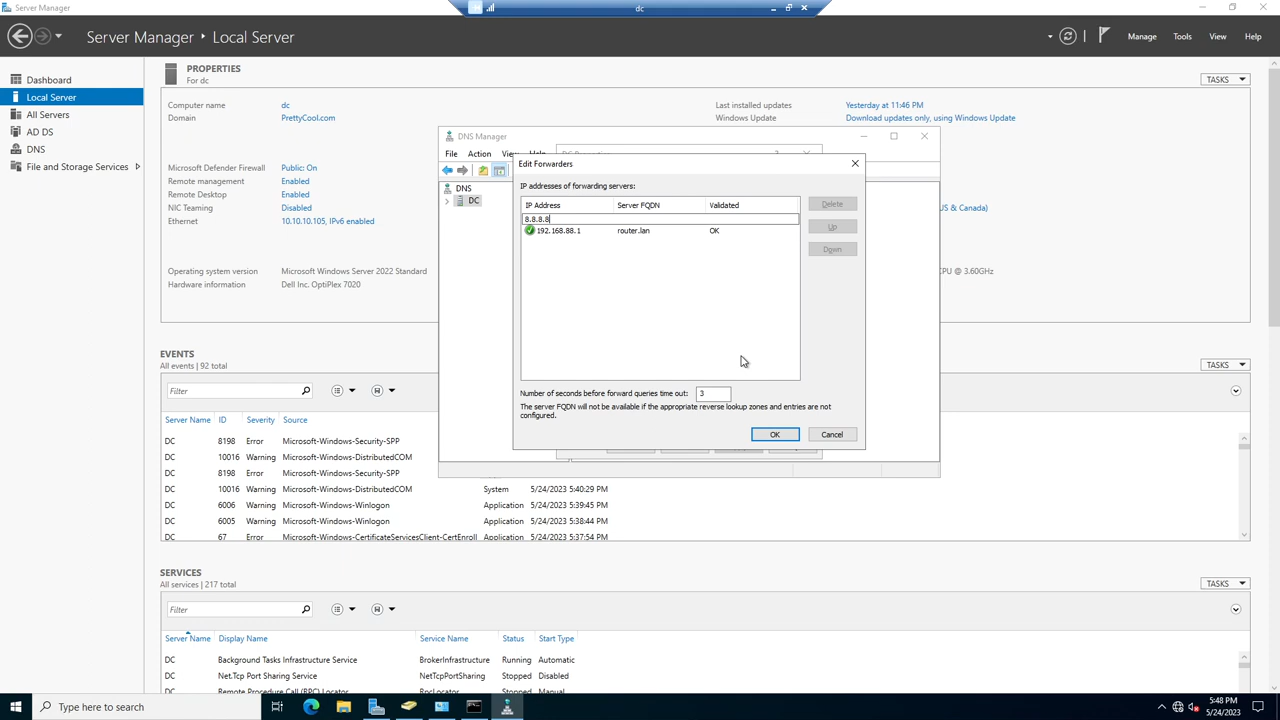 Server Manager
dc
Server Manager • Local Server
Manage
Tools
View
Help
Dashboard
Local Server
All Servers
AD DS
DNS
File and Storage Services
PROPERTIES
For dc
TASKS
Computer name
dc
Last installed updates
Yesterday at 11:46 PM
Domain
PrettyCool.com
Windows Update
Download updates only, using Windows Update
Microsoft Defender Firewall
Public: On
Remote management
Enabled
Remote Desktop
Enabled
NIC Teaming
Disabled
US & Canada)
Ethernet
10.10.10.105, IPv6 enabled
Operating system version
Microsoft Windows Server 2022 Standard
CPU @ 3.60GHz
Hardware information
Dell Inc. OptiPlex 7020
DNS Manager
File
Action
DNS
DC
Edit Forwarders
IP addresses of forwarding servers:
IP Address
Server FQDN
Validated
8.8.8.8
192.168.88.1
router.lan
OK
Delete
Up
Down
Number of seconds before forward queries time out:
3
The server FQDN will not be available if the appropriate reverse lookup zones and entries are not
configured.
OK
Cancel
EVENTS
All events | 92 total
TASKS
Filter
Server Name
ID
Severity
Source
DC 8198 Error Microsoft-Windows-Security-SPP
DC 10016 Warning Microsoft-Windows-DistributedCOM
DC 8198 Error Microsoft-Windows-Security-SPP
DC 10016 Warning Microsoft-Windows-DistributedCOM System 5/24/2023 5:40:29 PM
DC 6006 Warning Microsoft-Windows-Winlogon Application 5/24/2023 5:39:45 PM
DC 6005 Warning Microsoft-Windows-Winlogon Application 5/24/2023 5:38:44 PM
DC 67 Error Microsoft-Windows-CertificateServicesClient-CertEnroll Application 5/24/2023 5:37:54 PM
SERVICES
All services | 217 total
TASKS
Filter
Server Name
Display Name
Service Name
Status
Start Type
DC Background Tasks Infrastructure Service BrokerInfrastructure Running Automatic
DC Net.Tcp Port Sharing Service NetTcpPortSharing Stopped Disabled
DC Remote Procedure Call (RPC) Locator RpcLocator Stopped Manual
Type here to search
5:48 PM
5/24/2023